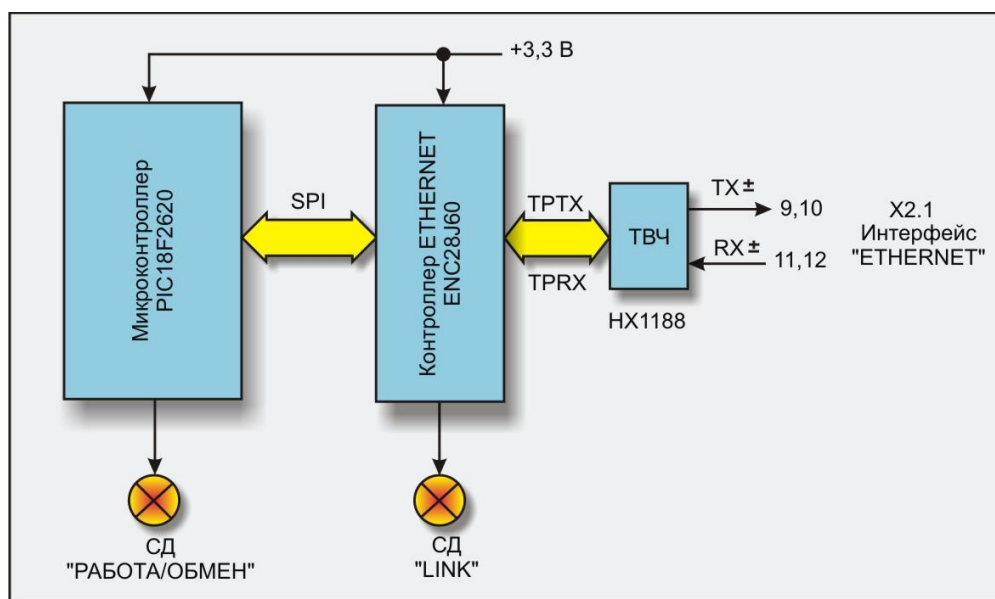 +3,3 В
Микроконтроллер
PIC18F2620
SPI
Контроллер ETHERNET
ENC28J60
TPTX
TPRX
ТВЧ
HX1188
TX±
9,10
RX±
11,12
X2.1
Интерфейс
"ETHERNET"
СД
"РАБОТА/ОБМЕН"
СД
"LINK"